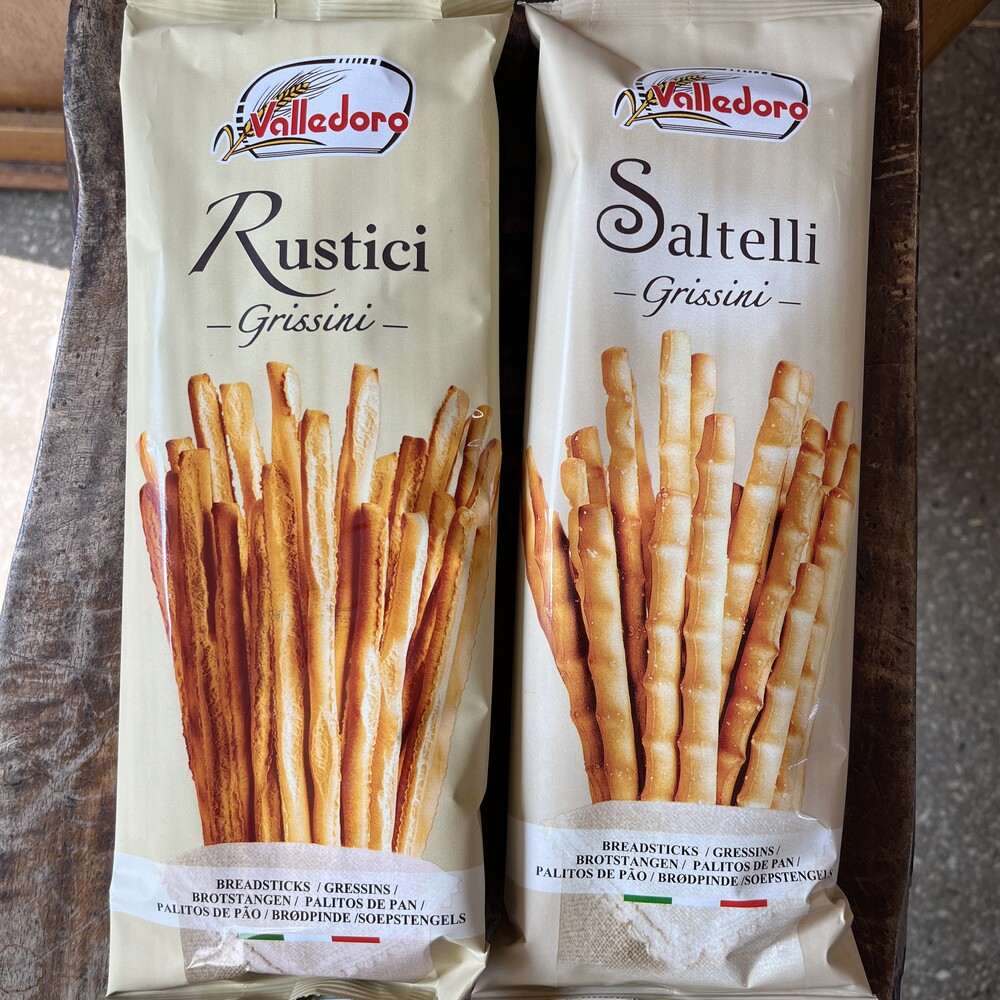 Valledoro
Rustici
– Grissini –
BREADSTICKS / GRESSINS /
BROTSTANGEN / PALITOS DE PAN /
PALITOS DE PÃO / BRØDPINDE /SOEPSTENGELS
Valledoro
Saltelli
– Grissini –
BREADSTICKS / GRESSINS /
BROTSTANGEN / PALITOS DE PAN /
PALITOS DE PÃO / BRØDPINDE /SOEPSTENGELS